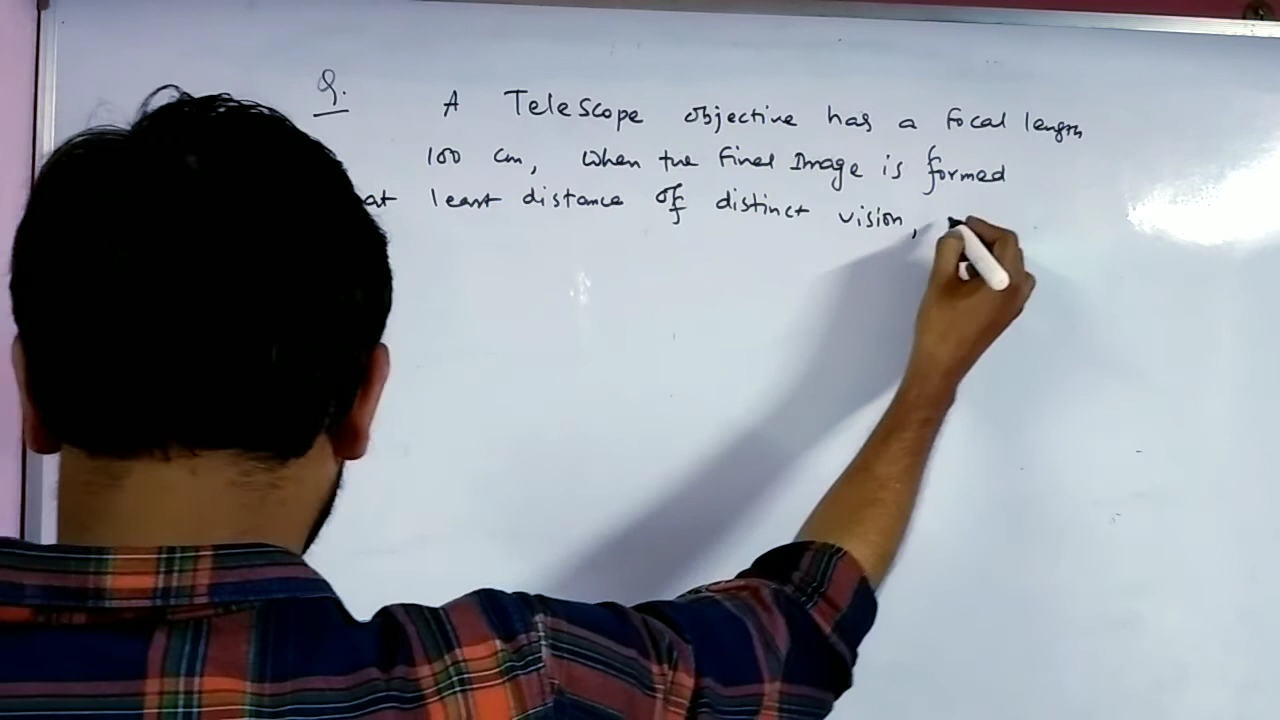 Q. A Telescope objective has a focal length
100 cm, When the final Image is formed
at least distance of distinct vision,